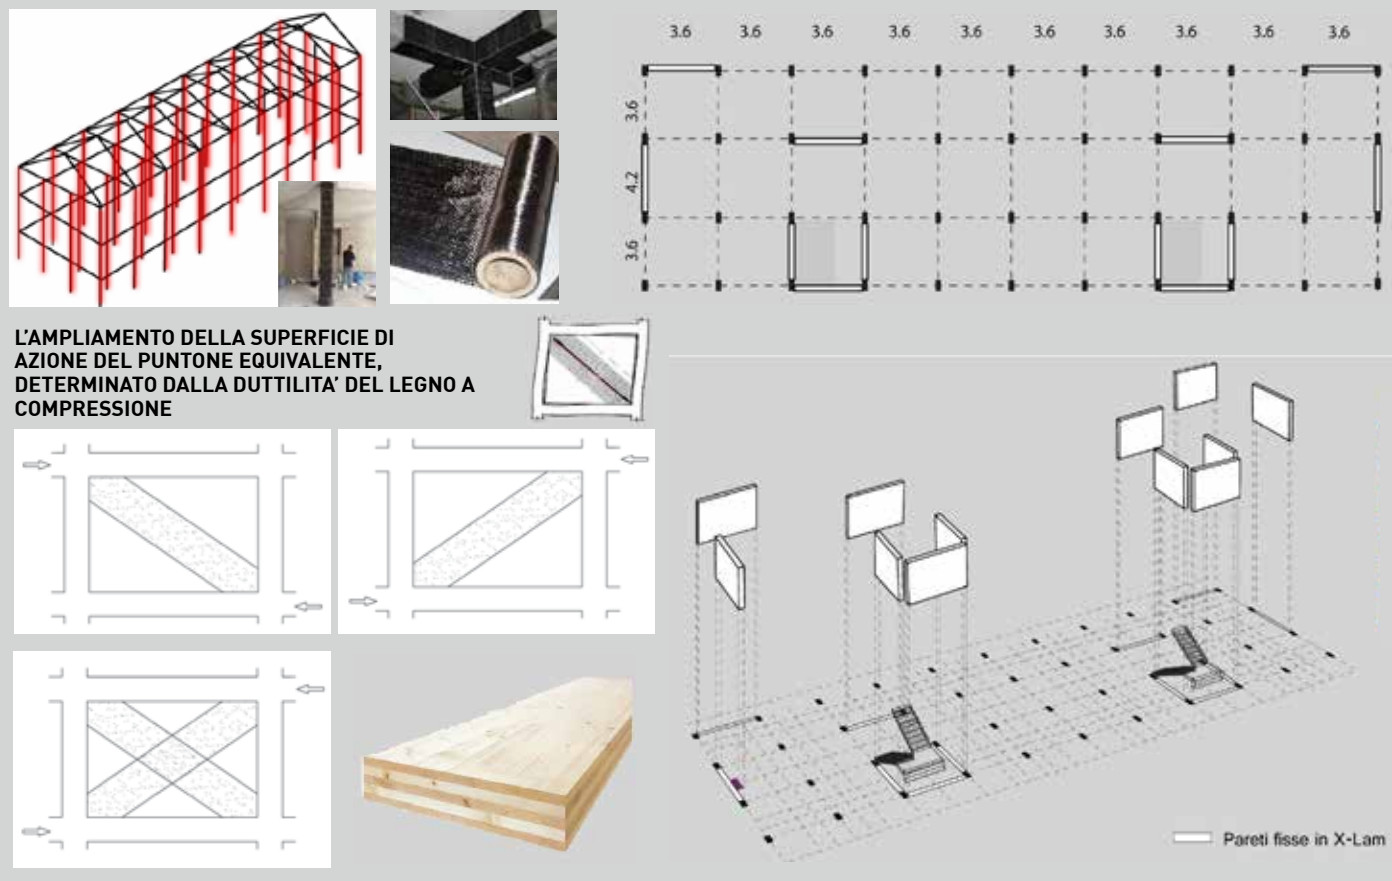 3.6 3.6 3.6 3.6 3.6 3.6 3.6 3.6 3.6 3.6
3.6
4.2
3.6
L'AMPLIAMENTO DELLA SUPERFICIE DI
AZIONE DEL PUNTONE EQUIVALENTE,
DETERMINATO DALLA DUTTILITA' DEL LEGNO A
COMPRESSIONE
Pareti fisse in X-Lam